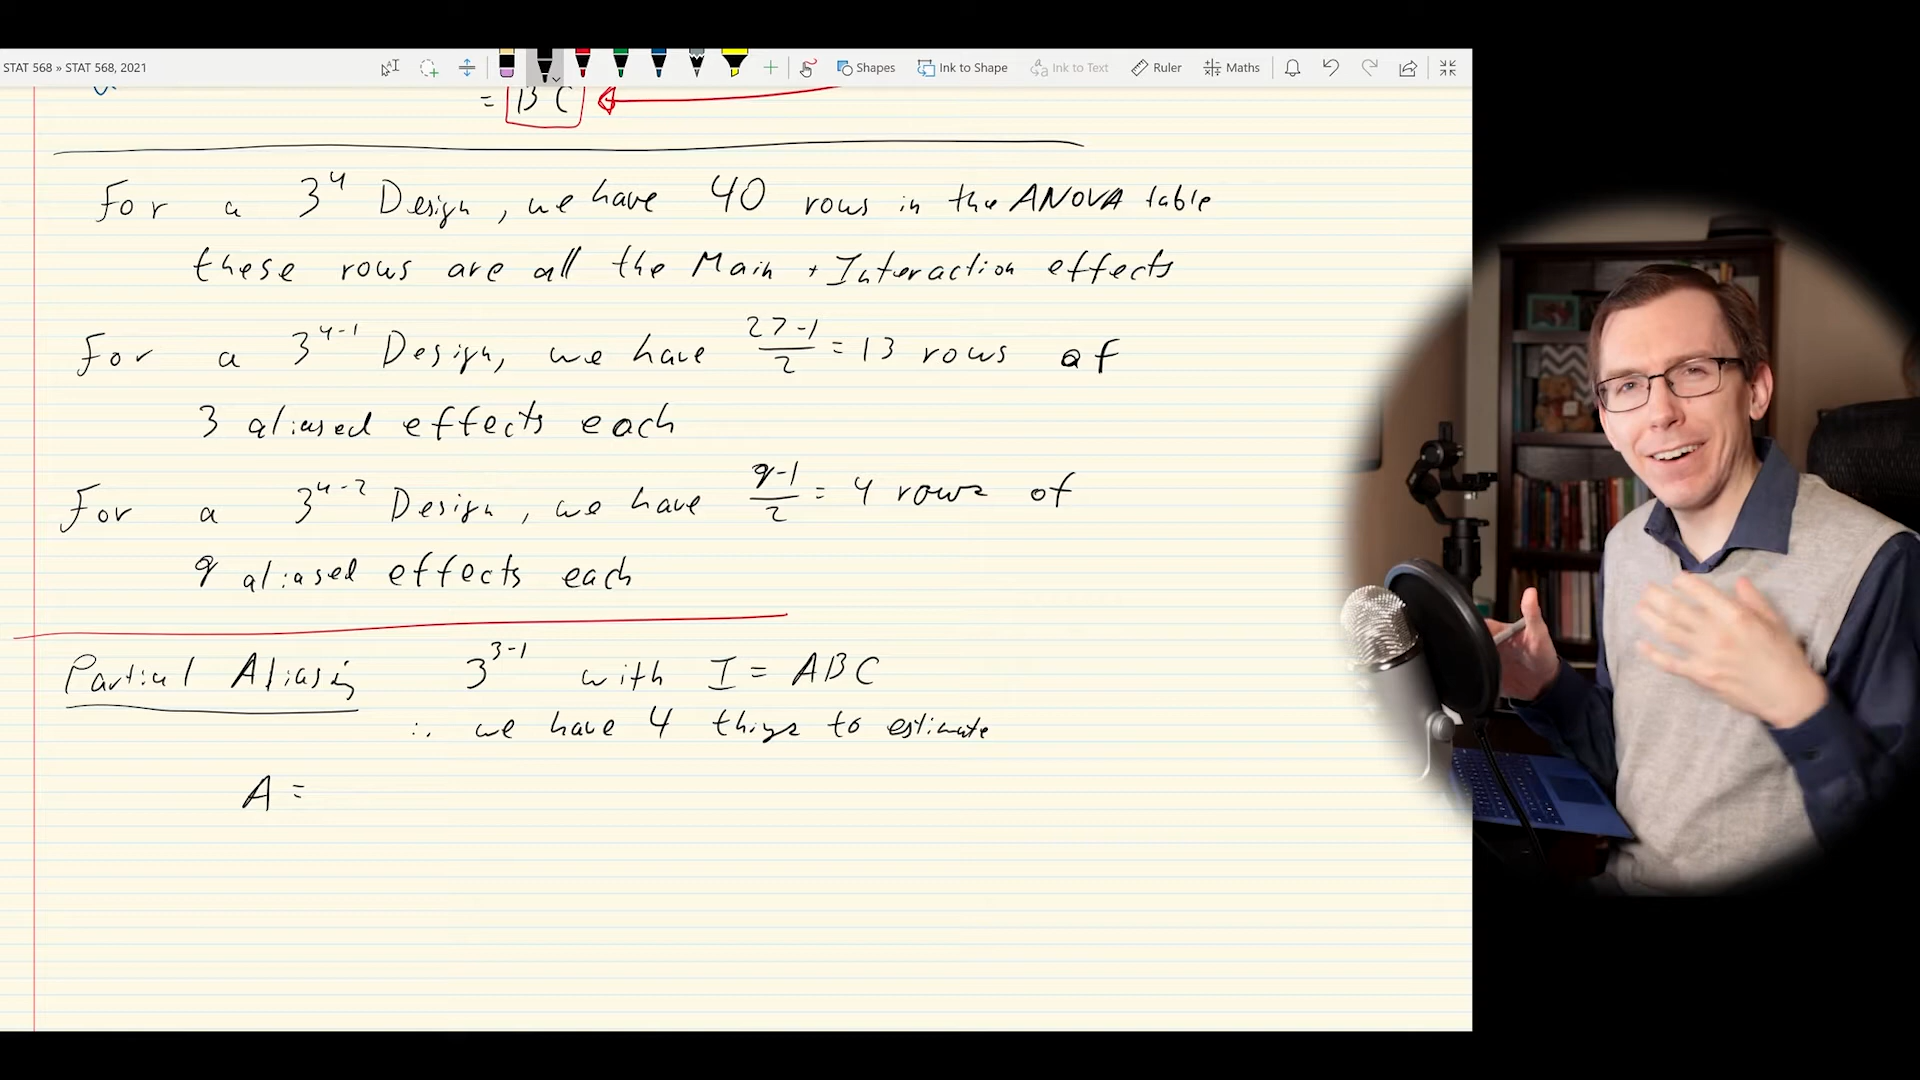 STAT 568 » STAT 568, 2021
Shapes
Ink to Shape
Ink to Text
Ruler
Maths
= BC
For a 3^4 Design, we have 40 rows in the ANOVA table
these rows are all the Main + Interaction effects
For a 3^{4-1} Design, we have \frac{27-1}{2} = 13 rows of
3 aliased effects each
For a 3^{4-2} Design, we have \frac{9-1}{2} = 4 rows of
9 aliased effects each
Partial Aliasing 3^{3-1} with I = ABC
∴ we have 4 things to estimate
A =